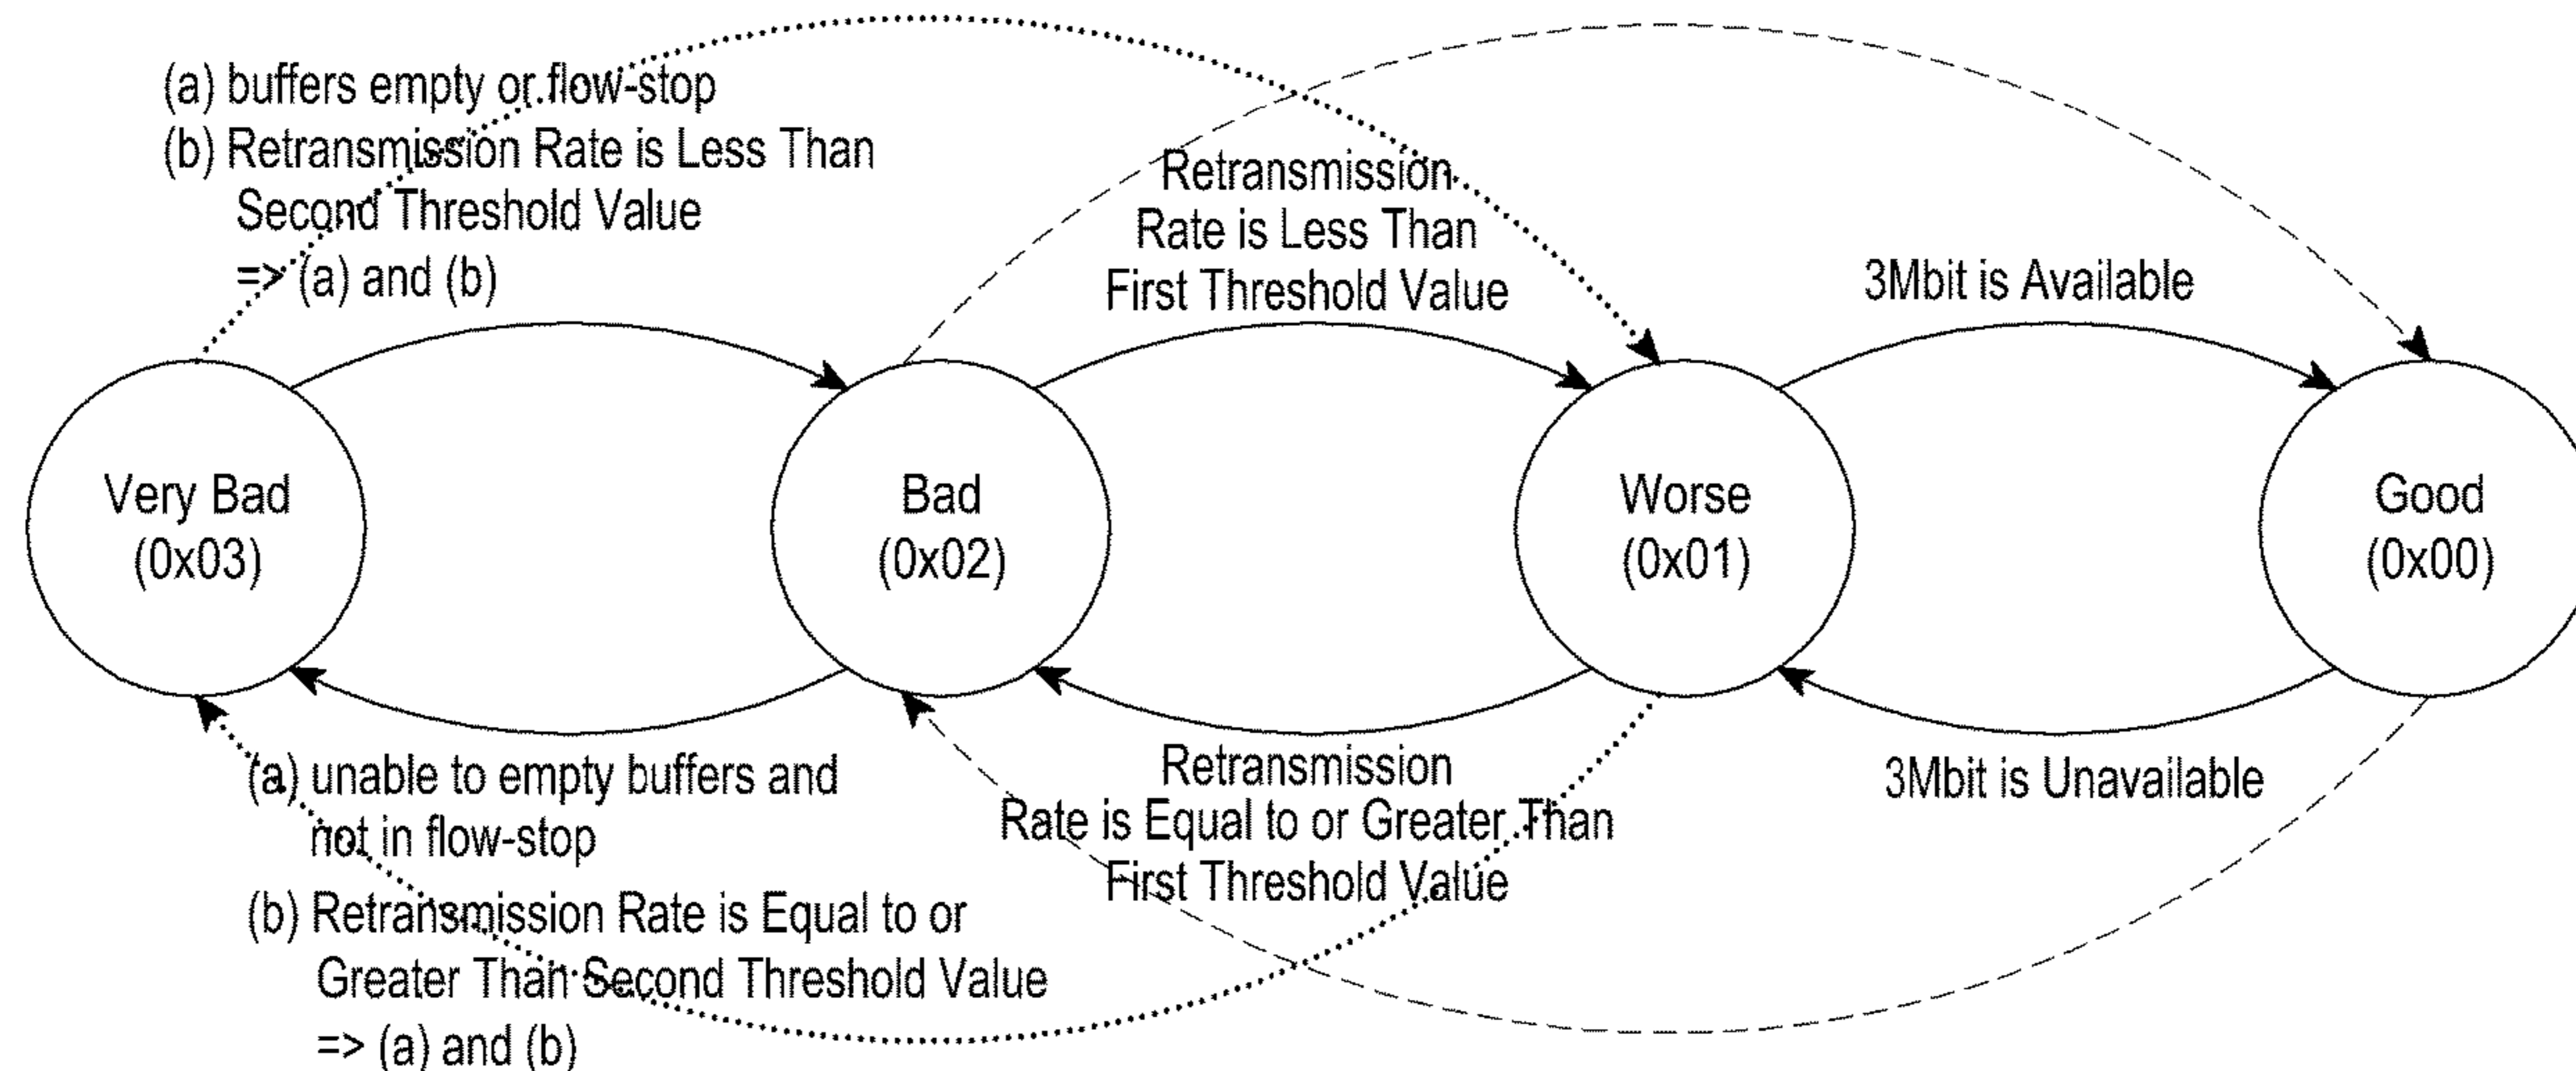 (a) buffers empty or flow-stop
(b) Retransmission Rate is Less Than
Second Threshold Value
=> (a) and (b)
Retransmission
Rate is Less Than
First Threshold Value
3Mbit is Available
Very Bad
(0x03)
Bad
(0x02)
Worse
(0x01)
Good
(0x00)
(a) unable to empty buffers and
not in flow-stop
(b) Retransmission Rate is Equal to or
Greater Than Second Threshold Value
=> (a) and (b)
Retransmission
Rate is Equal to or Greater Than
First Threshold Value
3Mbit is Unavailable